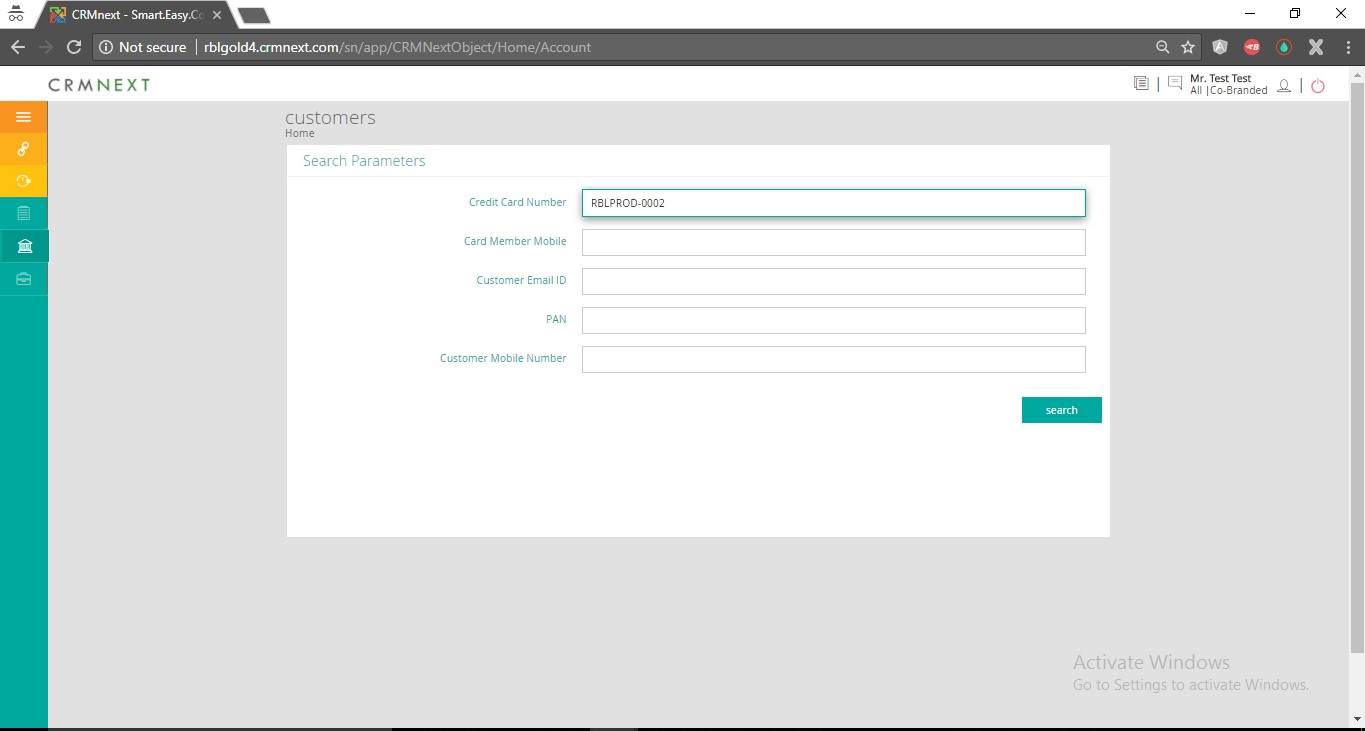 CRMnext - Smart.Easy.Co
Not secure | rblgold4.crmnext.com/sn/app/CRMNextObject/Home/Account
CRMNEXT
Mr. Test Test
All |Co-Branded
customers
Home
Search Parameters
Credit Card Number RBLPROD-0002
Card Member Mobile
Customer Email ID
PAN
Customer Mobile Number
search
Activate Windows
Go to Settings to activate Windows.